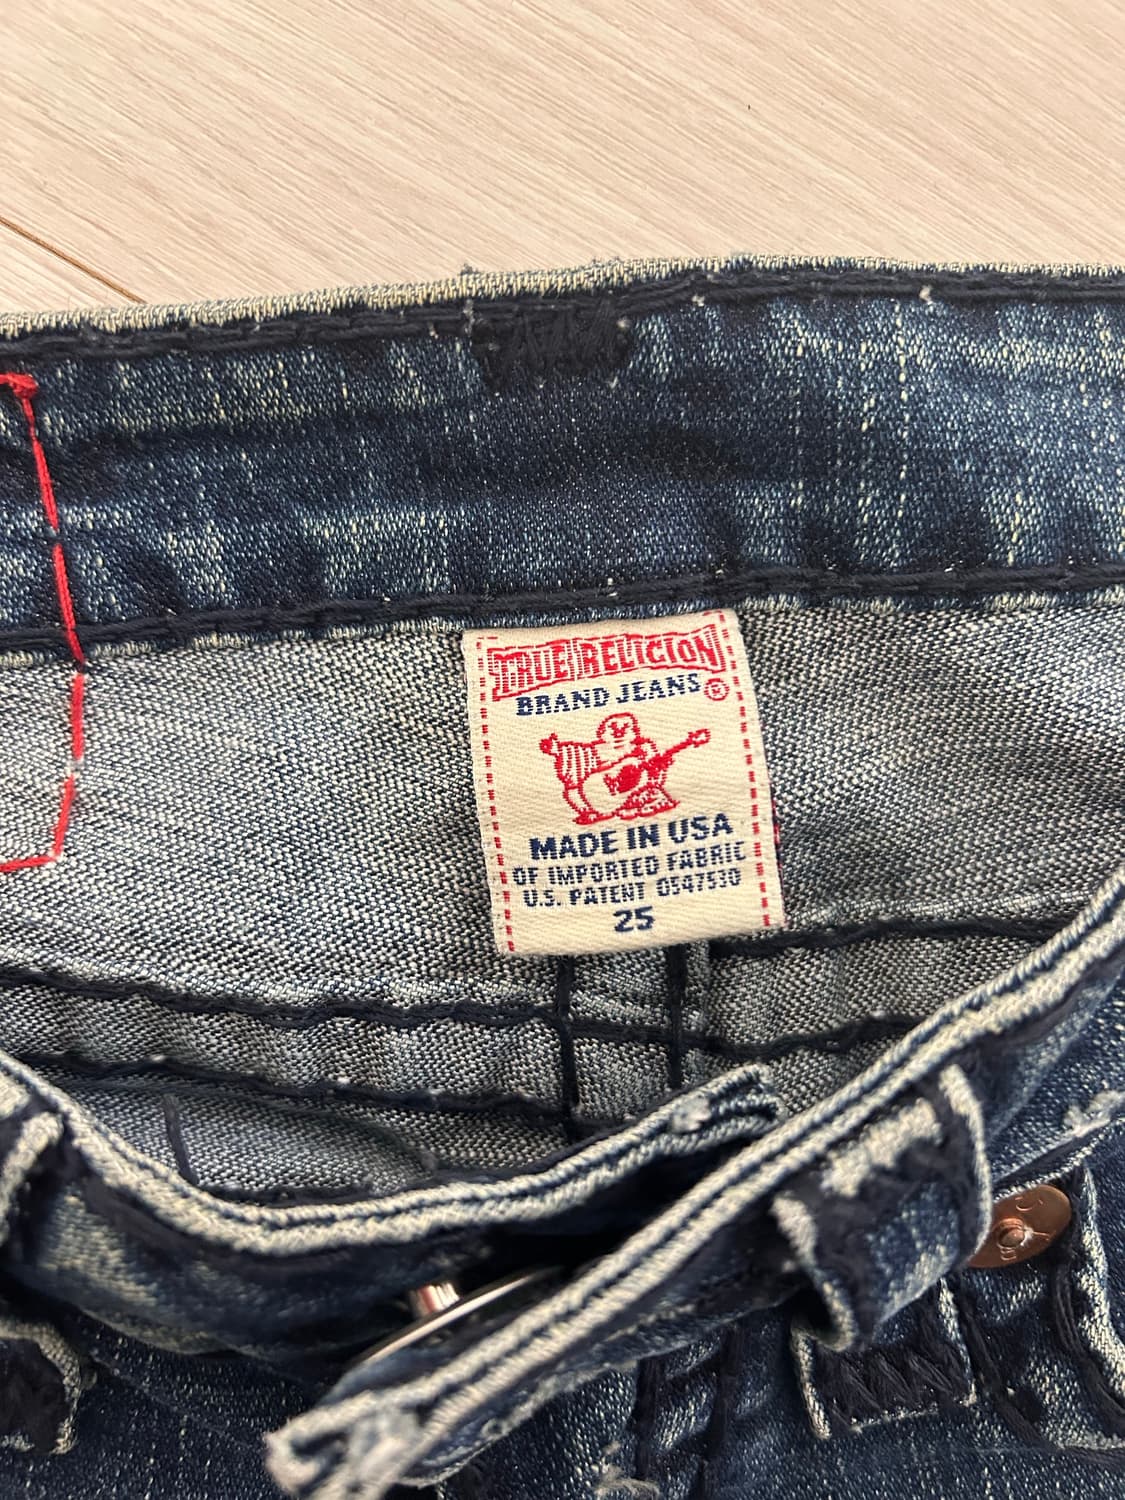 TRUE RELIGION
BRAND JEANS ®
MADE IN USA
OF IMPORTED FABRIC
U.S. PATENT 0547530
25